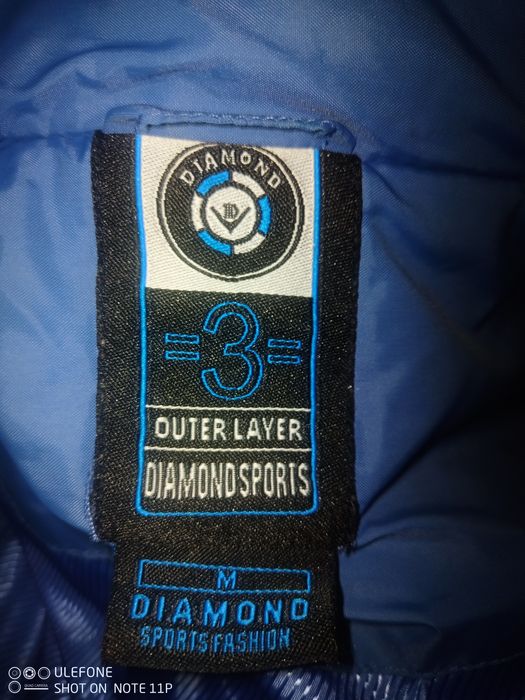 DIAMOND
D
=3=
OUTER LAYER
DIAMONDSPORTS
M
DIAMOND
SPORTS FASHION
ULEFONE
SHOT ON NOTE 11P